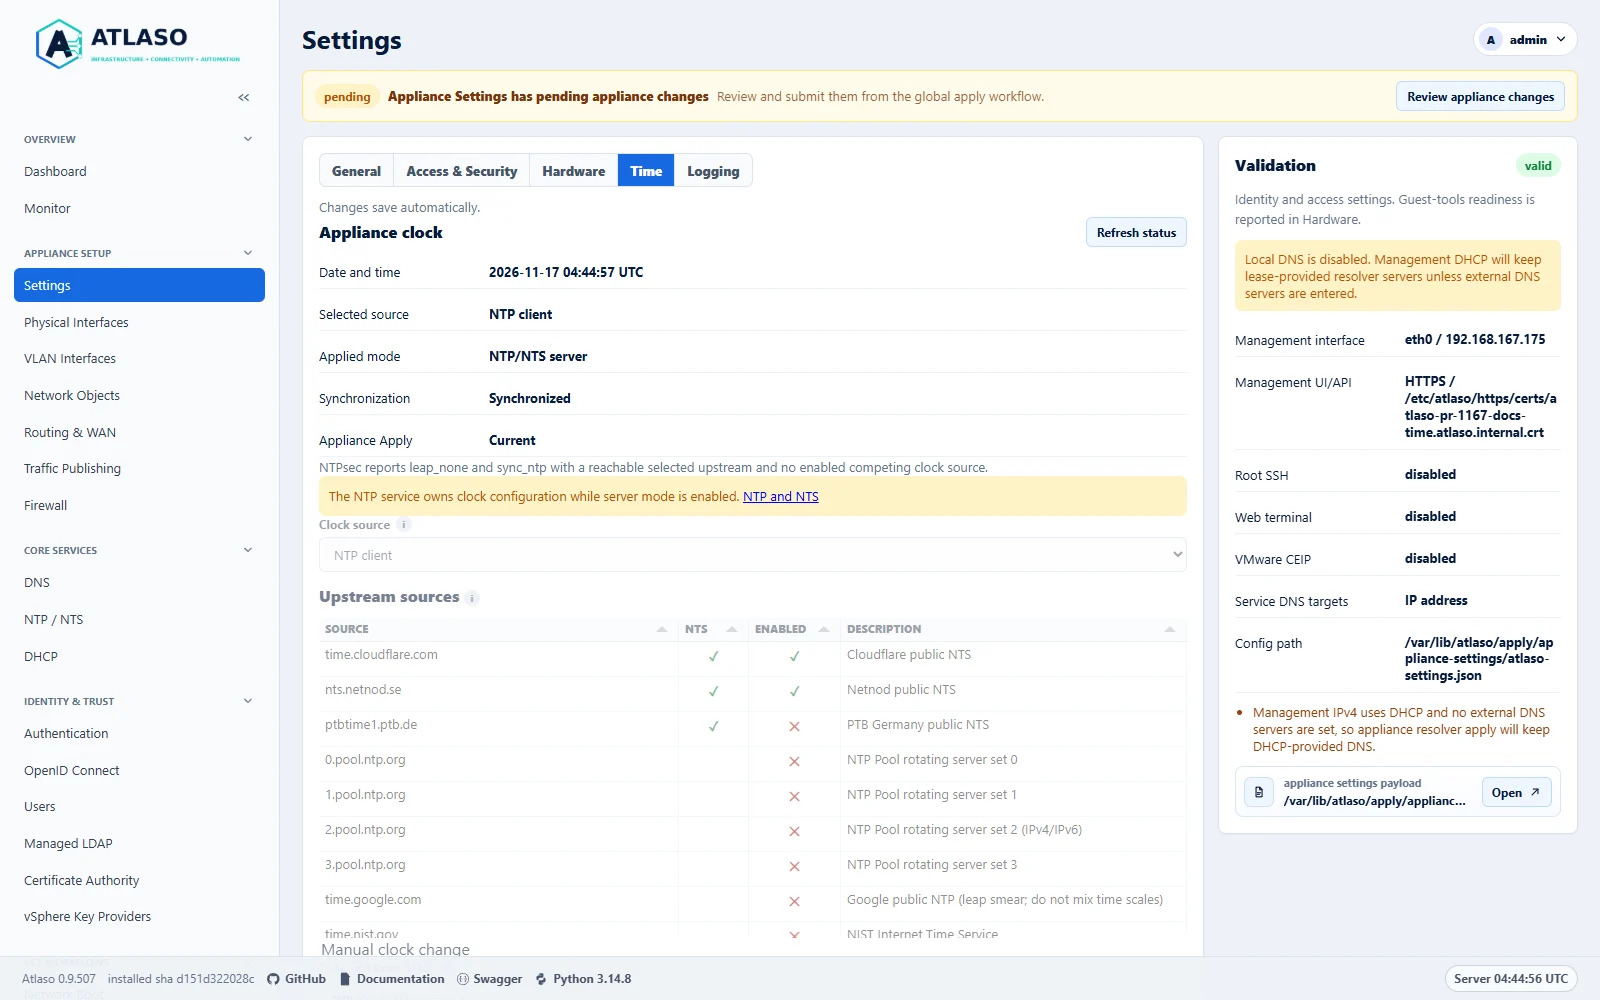 ATLASO
INFRASTRUCTURE • CONNECTIVITY • AUTOMATION
OVERVIEW
Dashboard
Monitor
APPLIANCE SETUP
Settings
Physical Interfaces
VLAN Interfaces
Network Objects
Routing & WAN
Traffic Publishing
Firewall
CORE SERVICES
DNS
NTP / NTS
DHCP
IDENTITY & TRUST
Authentication
OpenID Connect
Users
Managed LDAP
Certificate Authority
vSphere Key Providers
Network Boot
Settings
A admin
pending Appliance Settings has pending appliance changes Review and submit them from the global apply workflow.
Review appliance changes
General Access & Security Hardware Time Logging
Changes save automatically.
Appliance clock
Refresh status
Date and time 2026-11-17 04:44:57 UTC
Selected source NTP client
Applied mode NTP/NTS server
Synchronization Synchronized
Appliance Apply Current
NTPsec reports leap_none and sync_ntp with a reachable selected upstream and no enabled competing clock source.
The NTP service owns clock configuration while server mode is enabled. NTP and NTS
Clock source i
NTP client
Upstream sources i
SOURCE NTS ENABLED DESCRIPTION
time.cloudflare.com ✓ ✓ Cloudflare public NTS
nts.netnod.se ✓ ✓ Netnod public NTS
ptbtime1.ptb.de ✓ ✕ PTB Germany public NTS
0.pool.ntp.org ✕ NTP Pool rotating server set 0
1.pool.ntp.org ✕ NTP Pool rotating server set 1
2.pool.ntp.org ✕ NTP Pool rotating server set 2 (IPv4/IPv6)
3.pool.ntp.org ✕ NTP Pool rotating server set 3
time.google.com ✕ Google public NTP (leap smear; do not mix time scales)
time.nist.gov ✕ NIST Internet Time Service
Manual clock change
Validation
valid
Identity and access settings. Guest-tools readiness is
reported in Hardware.
Local DNS is disabled. Management DHCP will keep
lease-provided resolver servers unless external DNS
servers are entered.
Management interface eth0 / 192.168.167.175
Management UI/API HTTPS /
/etc/atlaso/https/certs/a
tlaso-pr-1167-docs-
time.atlaso.internal.crt
Root SSH disabled
Web terminal disabled
VMware CEIP disabled
Service DNS targets IP address
Config path /var/lib/atlaso/apply/ap
pliance-settings/atlaso-
settings.json
• Management IPv4 uses DHCP and no external DNS
servers are set, so appliance resolver apply will keep
DHCP-provided DNS.
appliance settings payload
/var/lib/atlaso/apply/applianc...
Open
Atlaso 0.9.507 installed sha d151d322028c GitHub Documentation Swagger Python 3.14.8
Server 04:44:56 UTC